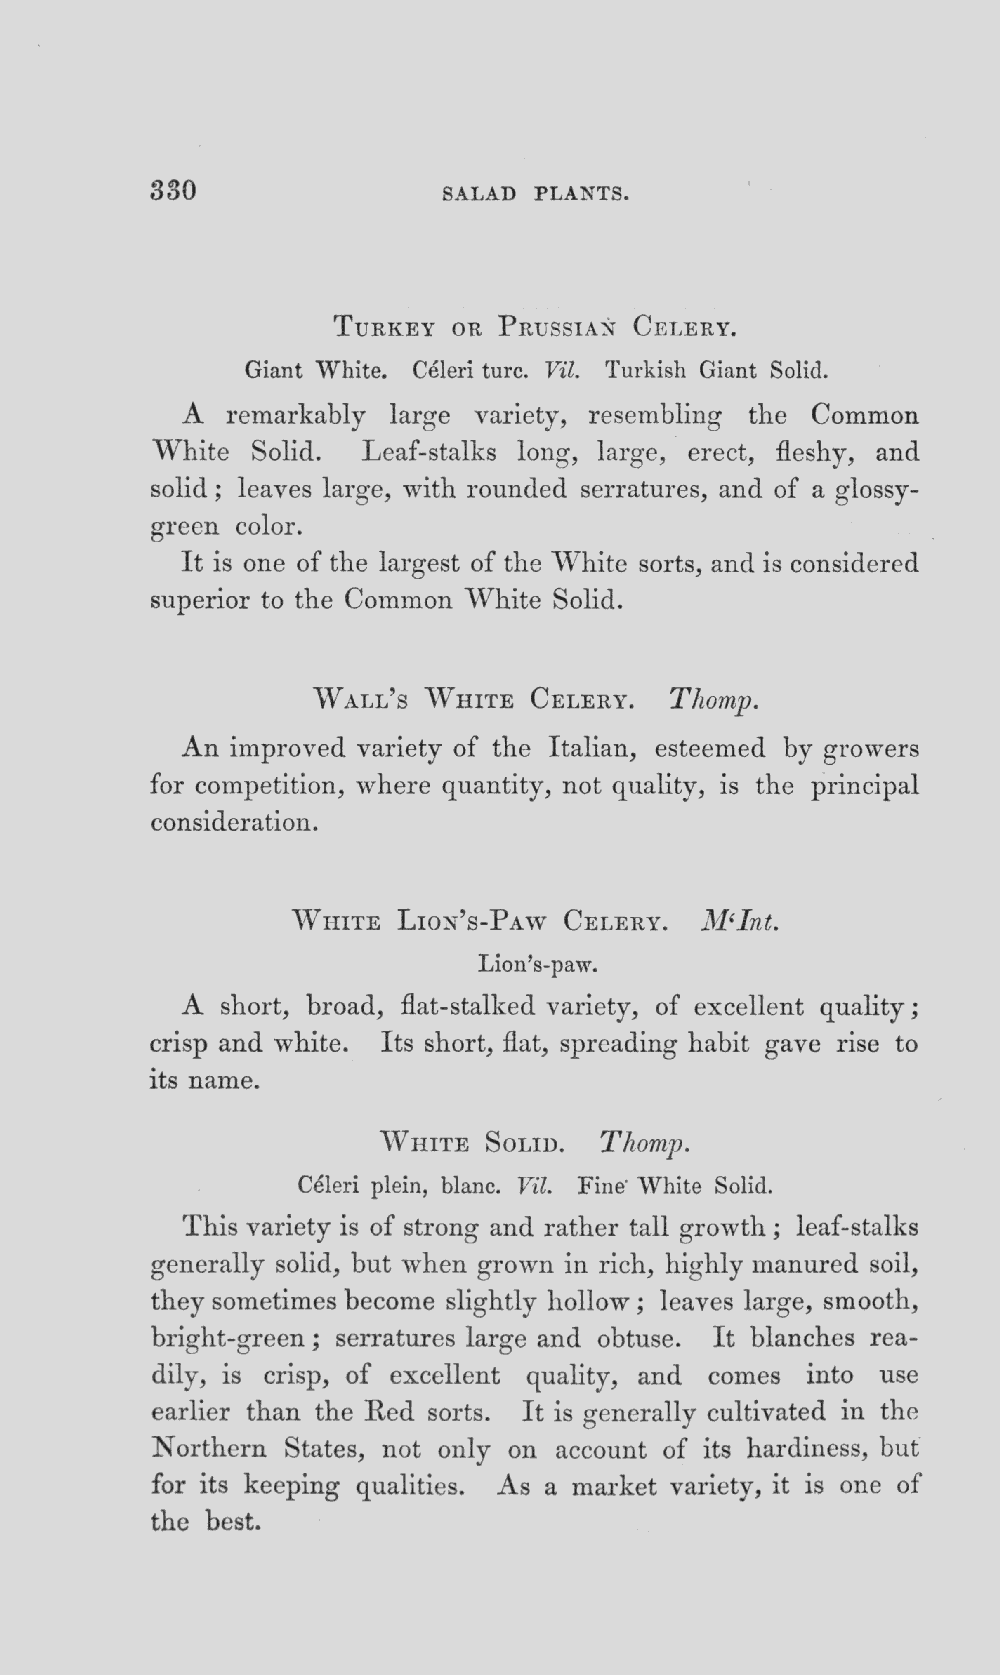 330 SALAD PLANTS.
TURKEY OR PRUSSIAN CELERY.
Giant White. Céleri turc. Vil. Turkish Giant Solid.
A remarkably large variety, resembling the Common
White Solid. Leaf-stalks long, large, erect, fleshy, and
solid; leaves large, with rounded serratures, and of a glossy-
green color.
It is one of the largest of the White sorts, and is considered
superior to the Common White Solid.
WALL'S WHITE CELERY. Thomp.
An improved variety of the Italian, esteemed by growers
for competition, where quantity, not quality, is the principal
consideration.
WHITE LION'S-PAW CELERY. M‘Int.
Lion's-paw.
A short, broad, flat-stalked variety, of excellent quality;
crisp and white. Its short, flat, spreading habit gave rise to
its name.
WHITE SOLID. Thomp.
Céleri plein, blanc. Vil. Fine White Solid.
This variety is of strong and rather tall growth; leaf-stalks
generally solid, but when grown in rich, highly manured soil,
they sometimes become slightly hollow; leaves large, smooth,
bright-green; serratures large and obtuse. It blanches rea-
dily, is crisp, of excellent quality, and comes into use
earlier than the Red sorts. It is generally cultivated in the
Northern States, not only on account of its hardiness, but
for its keeping qualities. As a market variety, it is one of
the best.